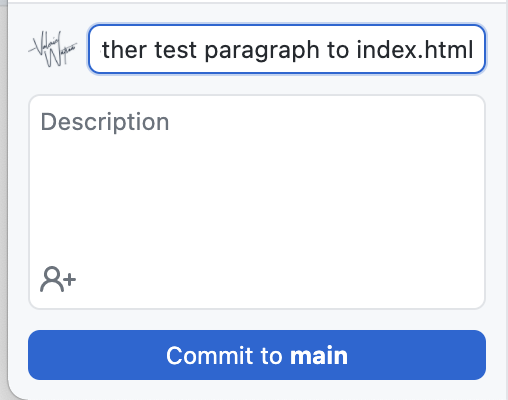 ther test paragraph to index.html
Description
Commit to main